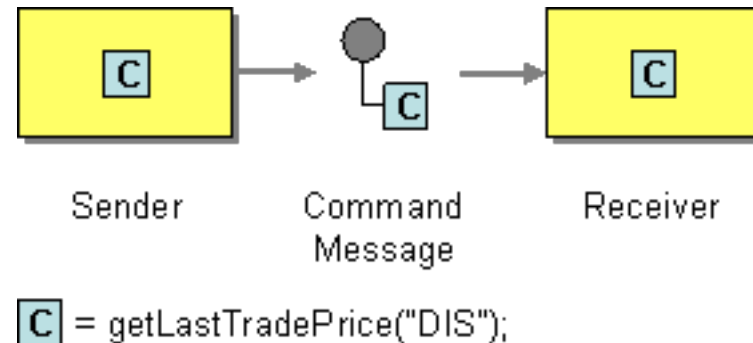 C C C
Sender Command Receiver
Message
C = getLastTradePrice("DIS");